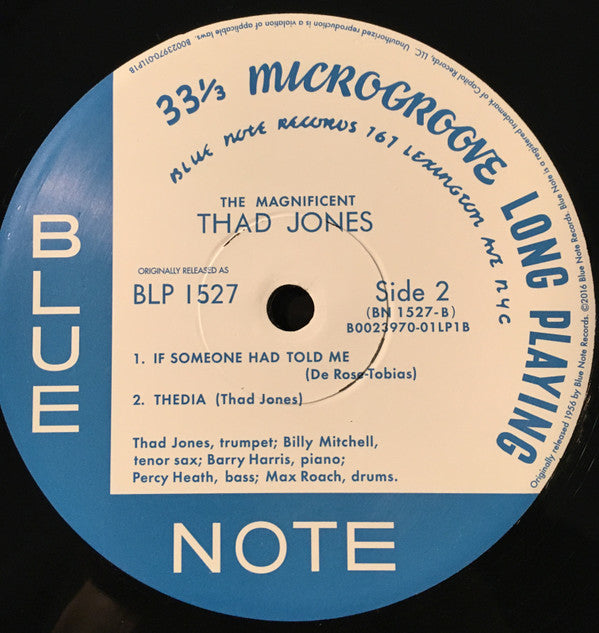 33⅓ MICROGROOVE LONG PLAYING
BLUE NOTE RECORDS 767 LEXINGTON AVE NYC
THE MAGNIFICENT
THAD JONES
ORIGINALLY RELEASED AS
BLP 1527
Side 2
(BN 1527-B)
B0023970-01LP1B
1. IF SOMEONE HAD TOLD ME
(De Rose-Tobias)
2. THEDIA (Thad Jones)
Thad Jones, trumpet; Billy Mitchell,
tenor sax; Barry Harris, piano;
Percy Heath, bass; Max Roach, drums.
BLUE
NOTE
Originally released 1956 by Blue Note Records. ©2016 Blue Note Records. Blue Note is a registered trademark of Capitol Records, LLC. Unauthorized reproduction is a violation of applicable laws. B0023970-01LP1B